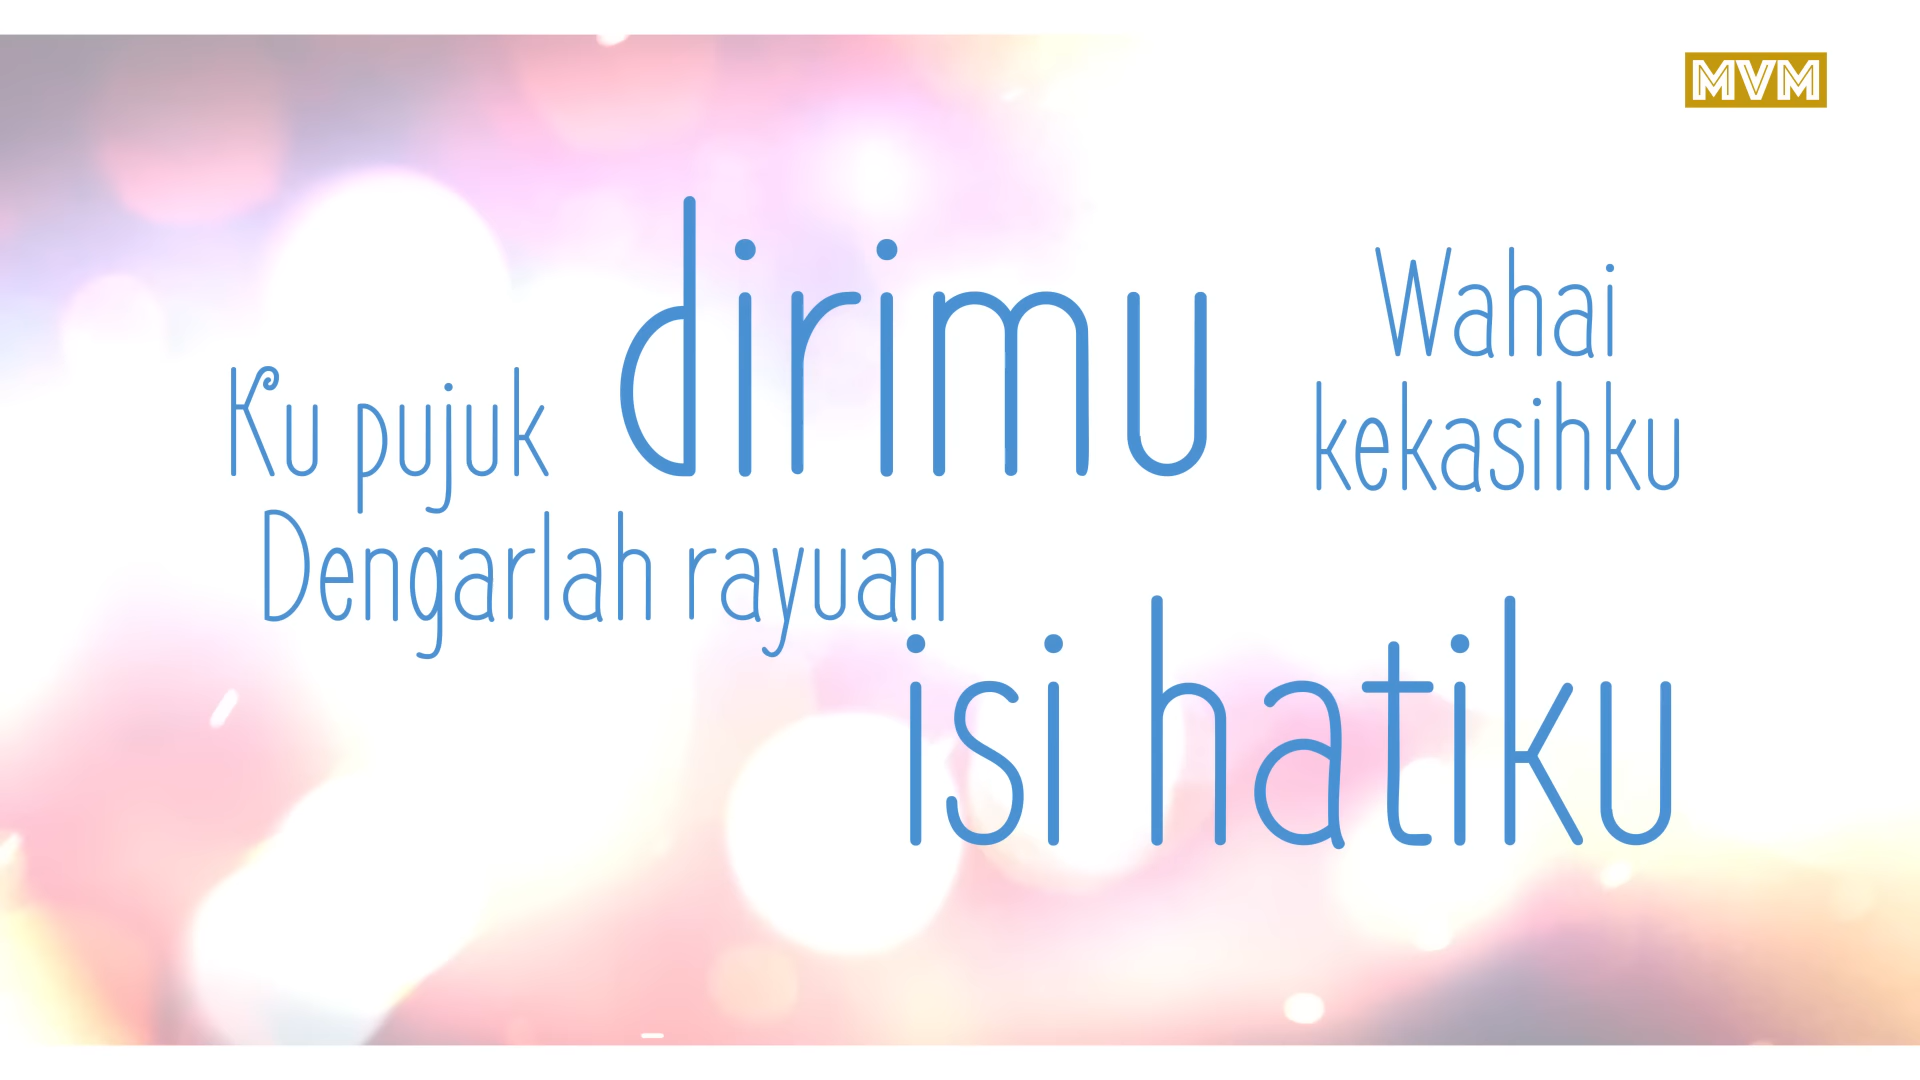 MVM
Ku pujuk dirimu
Wahai
kekasihku
Dengarlah rayuan
isi hatiku